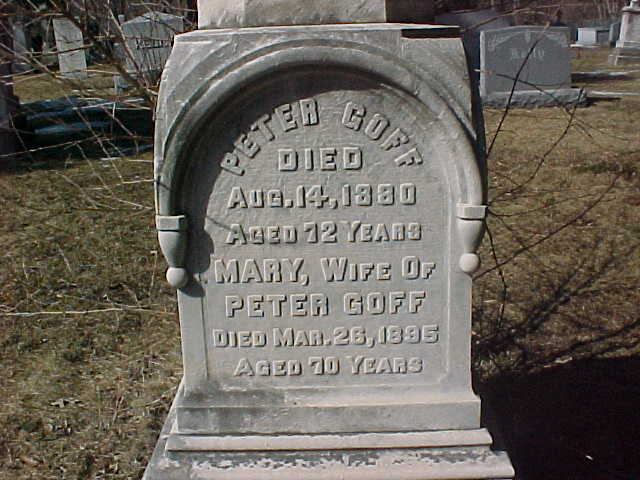 PETER GOFF
DIED
AUG. 14, 1880
AGED 72 YEARS
MARY, WIFE OF
PETER GOFF
DIED MAR. 26, 1895
AGED 70 YEARS